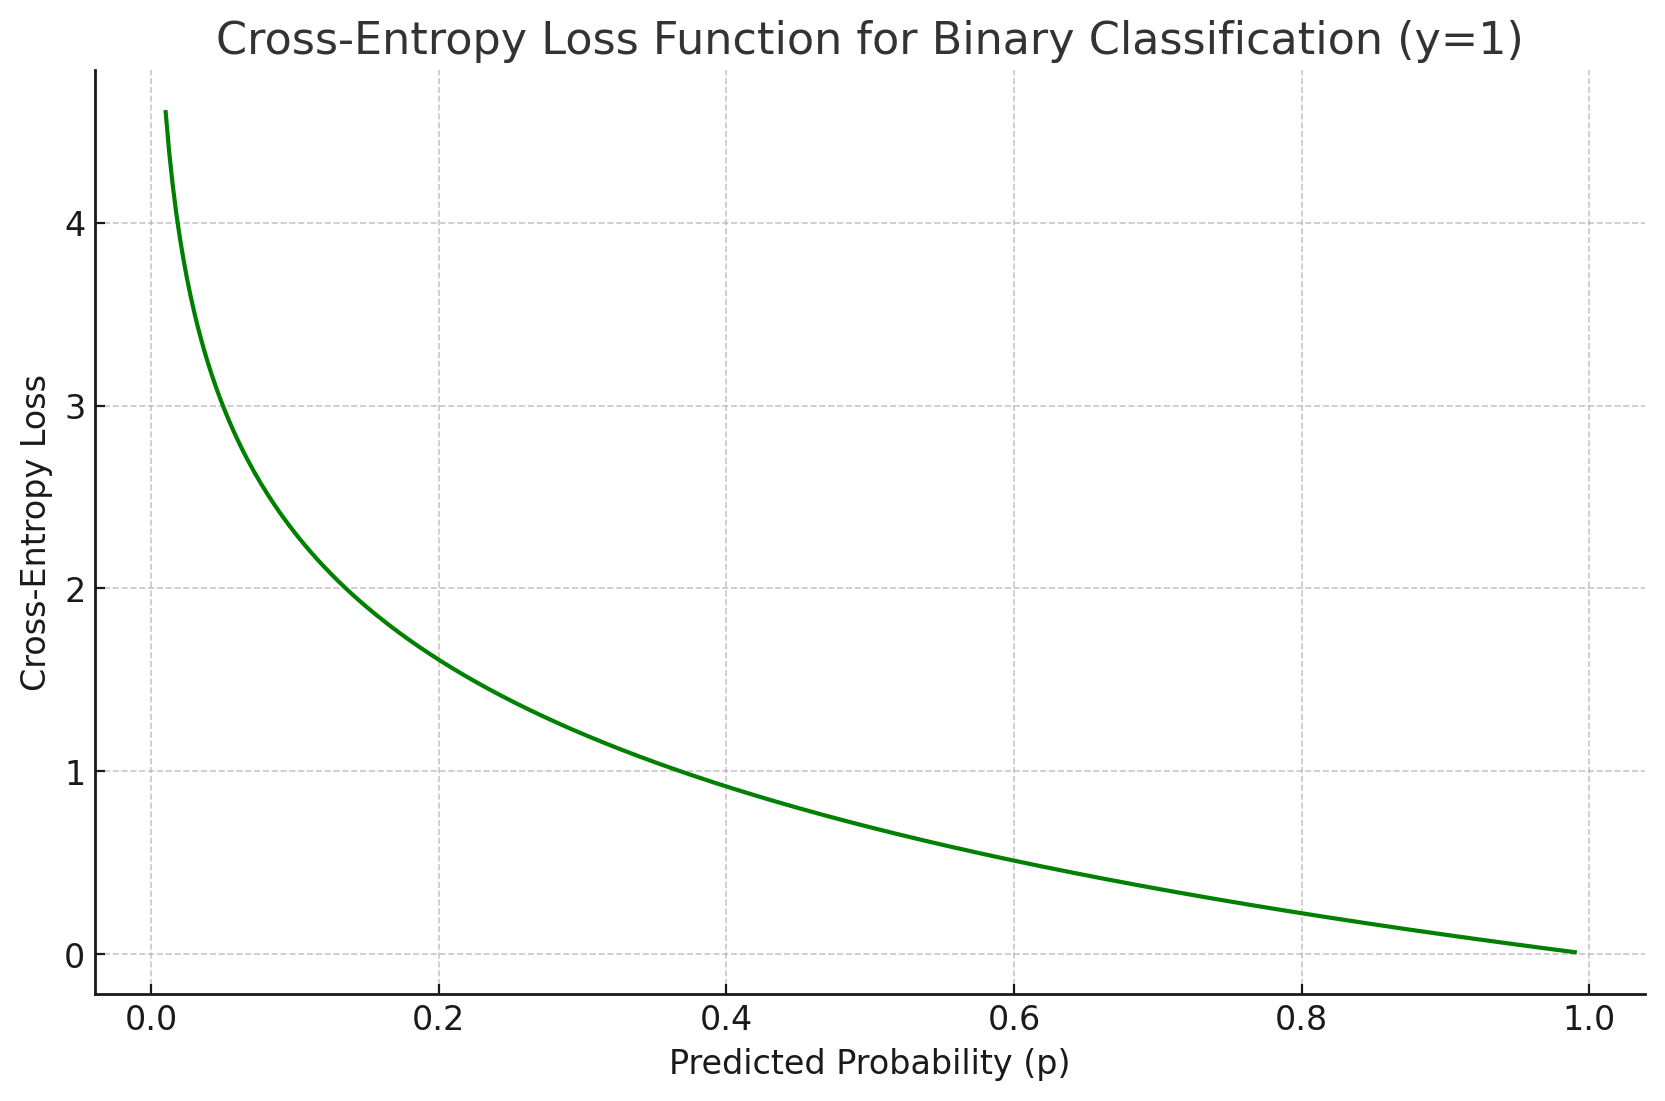 Cross-Entropy Loss Function for Binary Classification (y=1)
Cross-Entropy Loss
4
3
2
1
0
0.0 0.2 0.4 0.6 0.8 1.0
Predicted Probability (p)